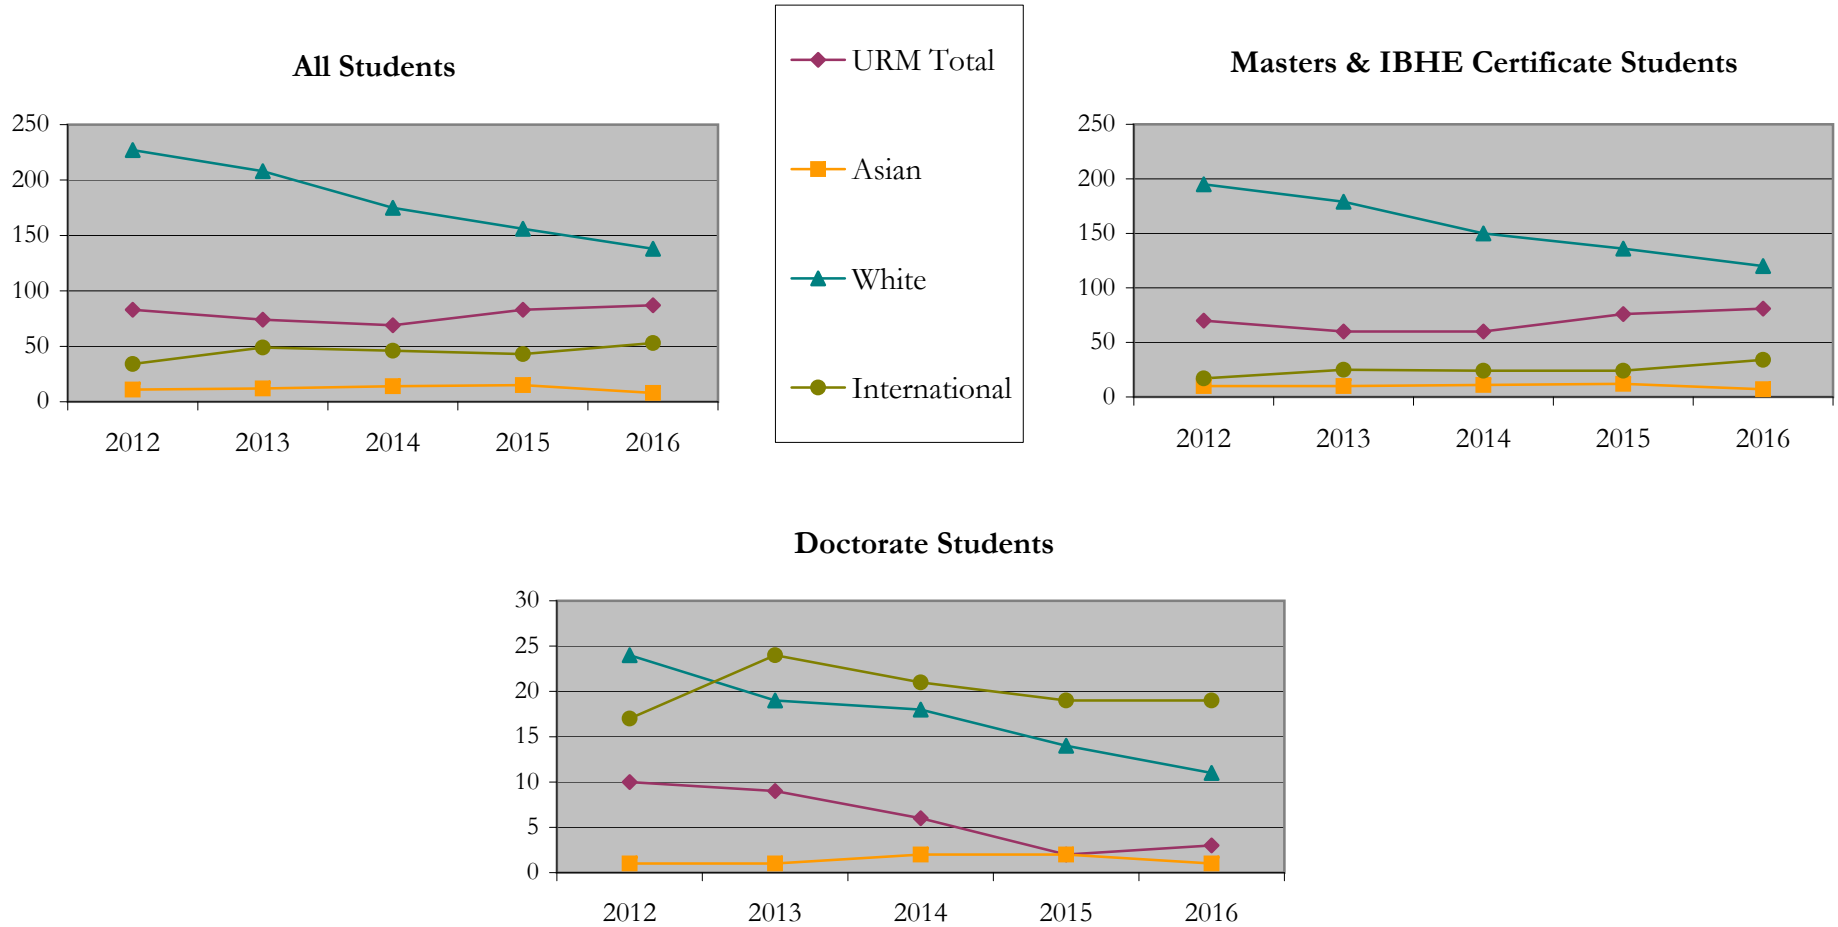 All Students
250
200
150
100
50
0
2012 2013 2014 2015 2016
URM Total
Asian
White
International
Masters & IBHE Certificate Students
250
200
150
100
50
0
2012 2013 2014 2015 2016
Doctorate Students
30
25
20
15
10
5
0
2012 2013 2014 2015 2016